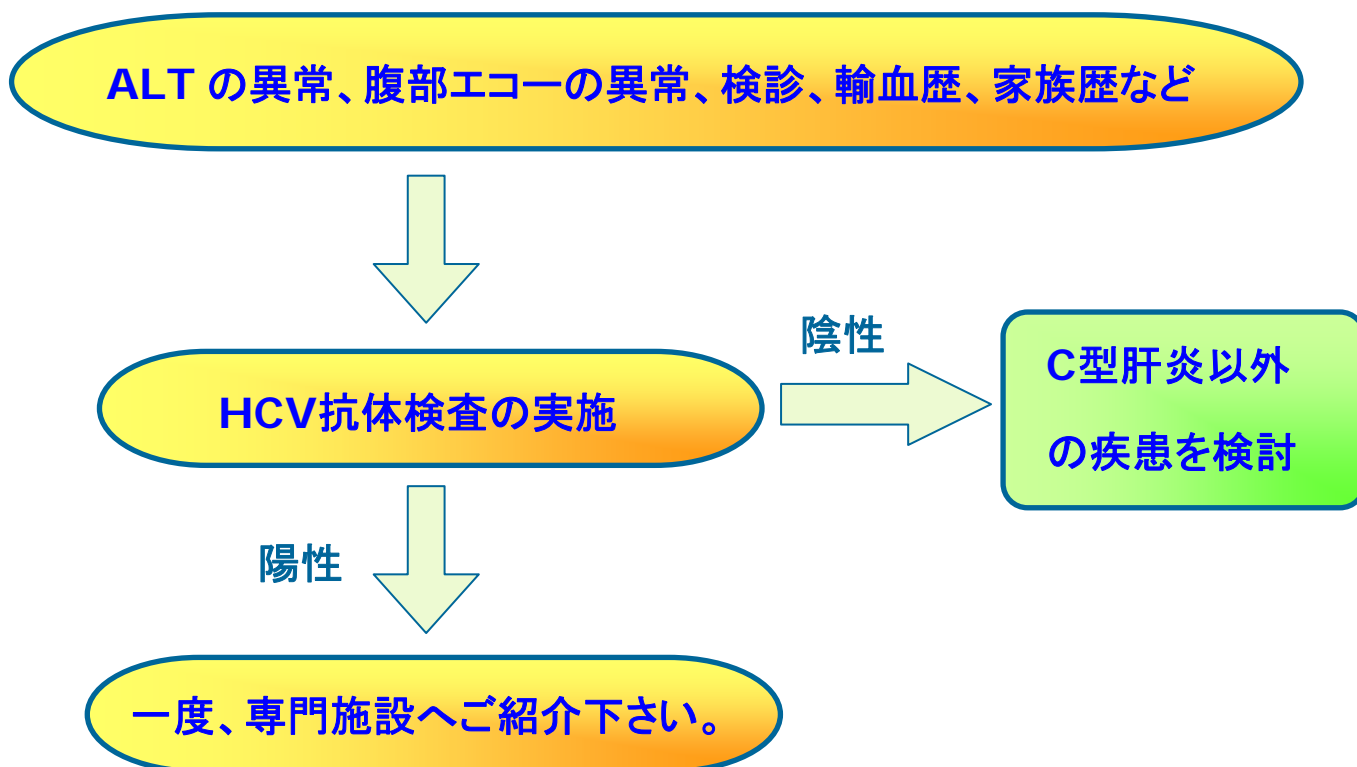 ALT の異常、腹部エコーの異常、検診、輸血歴、家族歴など
HCV抗体検査の実施
陰性
C型肝炎以外
の疾患を検討
陽性
一度、専門施設へご紹介下さい。